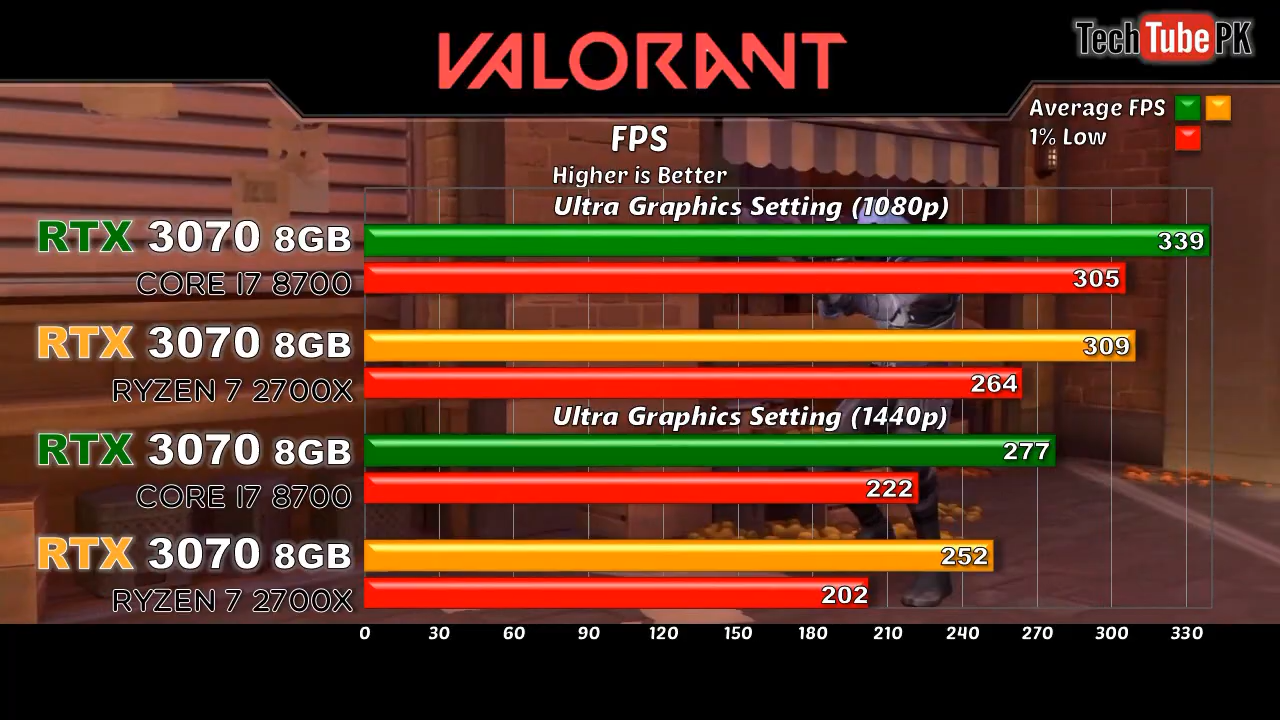 VALORANT
TechTubePK
Average FPS
1% Low
FPS
Higher is Better
Ultra Graphics Setting (1080p)
RTX 3070 8GB
339
CORE I7 8700
305
RTX 3070 8GB
309
RYZEN 7 2700X
264
Ultra Graphics Setting (1440p)
RTX 3070 8GB
277
CORE I7 8700
222
RTX 3070 8GB
252
RYZEN 7 2700X
202
0 30 60 90 120 150 180 210 240 270 300 330